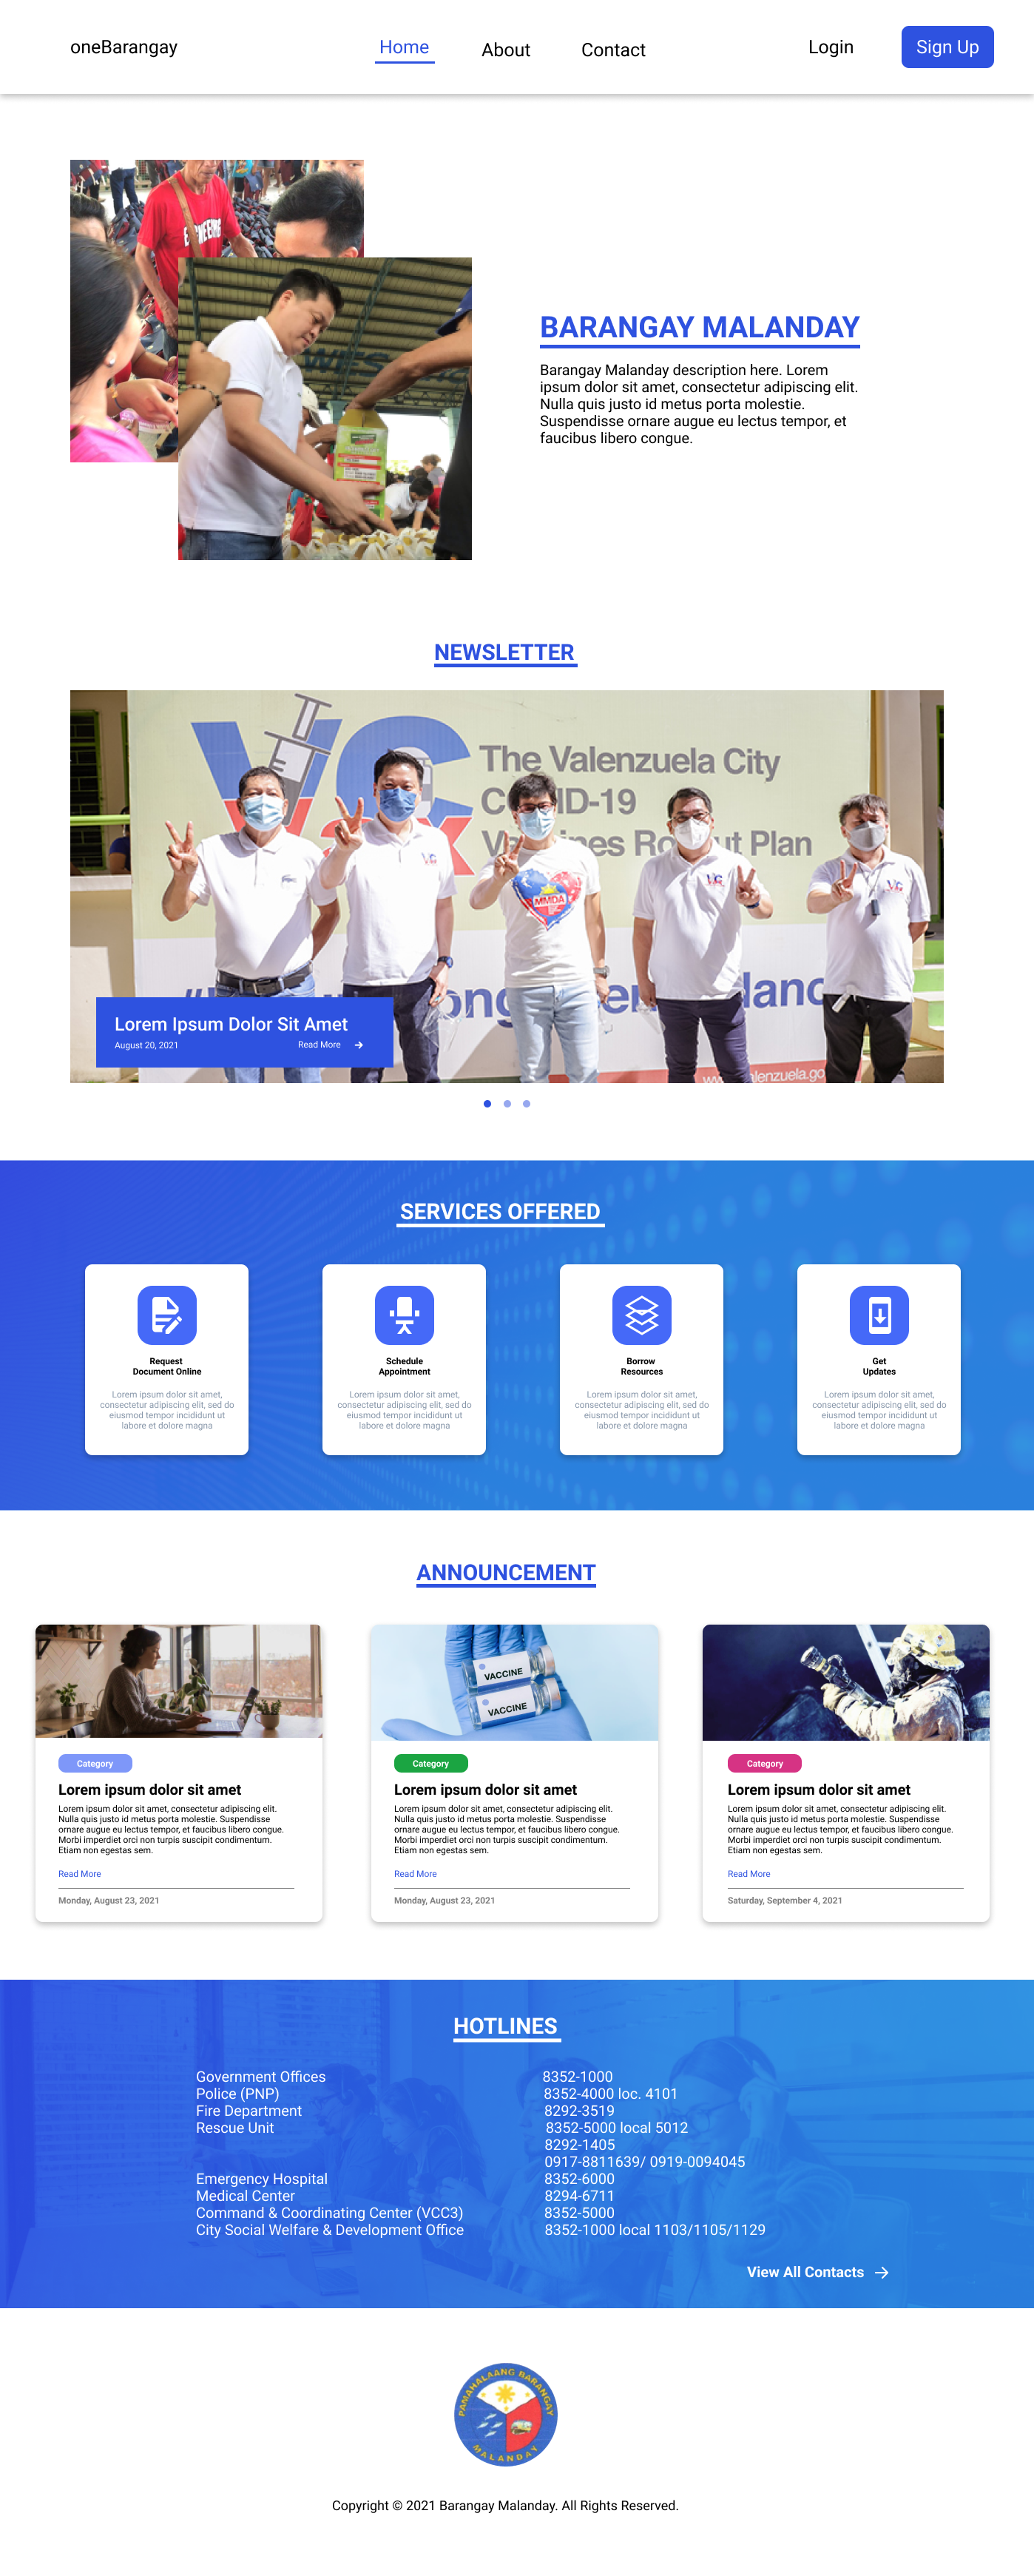 oneBarangay
Home
About
Contact
Login
Sign Up
BARANGAY MALANDAY
Barangay Malanday description here. Lorem
ipsum dolor sit amet, consectetur adipiscing elit.
Nulla quis justo id metus porta molestie.
Suspendisse ornare augue eu lectus tempor, et
faucibus libero congue.
NEWSLETTER
The Valenzuela City
MMDA
Lorem Ipsum Dolor Sit Amet
August 20, 2021
Read More
SERVICES OFFERED
Request
Document Online
Lorem ipsum dolor sit amet,
consectetur adipiscing elit, sed do
eiusmod tempor incididunt ut
labore et dolore magna
Schedule
Appointment
Lorem ipsum dolor sit amet,
consectetur adipiscing elit, sed do
eiusmod tempor incididunt ut
labore et dolore magna
Borrow
Resources
Lorem ipsum dolor sit amet,
consectetur adipiscing elit, sed do
eiusmod tempor incididunt ut
labore et dolore magna
Get
Updates
Lorem ipsum dolor sit amet,
consectetur adipiscing elit, sed do
eiusmod tempor incididunt ut
labore et dolore magna
ANNOUNCEMENT
Category
Lorem ipsum dolor sit amet
Lorem ipsum dolor sit amet, consectetur adipiscing elit.
Nulla quis justo id metus porta molestie. Suspendisse
ornare augue eu lectus tempor, et faucibus libero congue.
Morbi imperdiet orci non turpis suscipit condimentum.
Etiam non egestas sem.
Read More
Monday, August 23, 2021
VACCINE
VACCINE
Category
Lorem ipsum dolor sit amet
Lorem ipsum dolor sit amet, consectetur adipiscing elit.
Nulla quis justo id metus porta molestie. Suspendisse
ornare augue eu lectus tempor, et faucibus libero congue.
Morbi imperdiet orci non turpis suscipit condimentum.
Etiam non egestas sem.
Read More
Monday, August 23, 2021
Category
Lorem ipsum dolor sit amet
Lorem ipsum dolor sit amet, consectetur adipiscing elit.
Nulla quis justo id metus porta molestie. Suspendisse
ornare augue eu lectus tempor, et faucibus libero congue.
Morbi imperdiet orci non turpis suscipit condimentum.
Etiam non egestas sem.
Read More
Saturday, September 4, 2021
HOTLINES
Government Offices 8352-1000
Police (PNP) 8352-4000 loc. 4101
Fire Department 8292-3519
Rescue Unit 8352-5000 local 5012
8292-1405
0917-8811639/ 0919-0094045
Emergency Hospital 8352-6000
Medical Center 8294-6711
Command & Coordinating Center (VCC3) 8352-5000
City Social Welfare & Development Office 8352-1000 local 1103/1105/1129
View All Contacts
PAMAHALAANG BARANGAY
MALANDAY
Copyright © 2021 Barangay Malanday. All Rights Reserved.